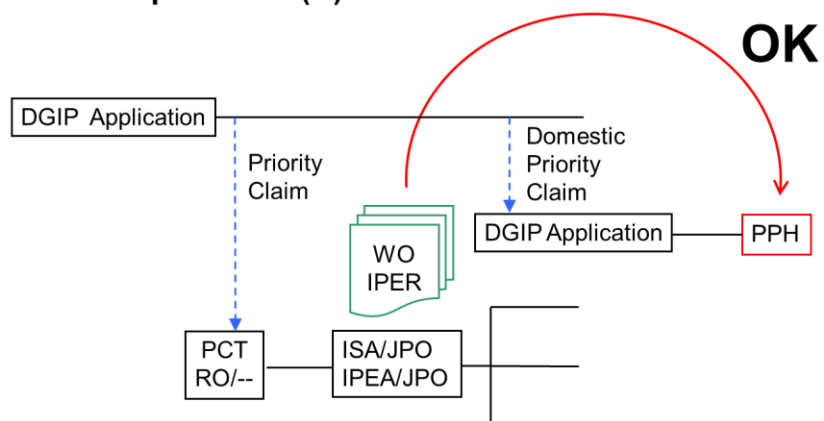 OK
DGIP Application
Priority
Claim
Domestic
Priority
Claim
WO
IPER
DGIP Application
PPH
PCT
RO/--
ISA/JPO
IPEA/JPO